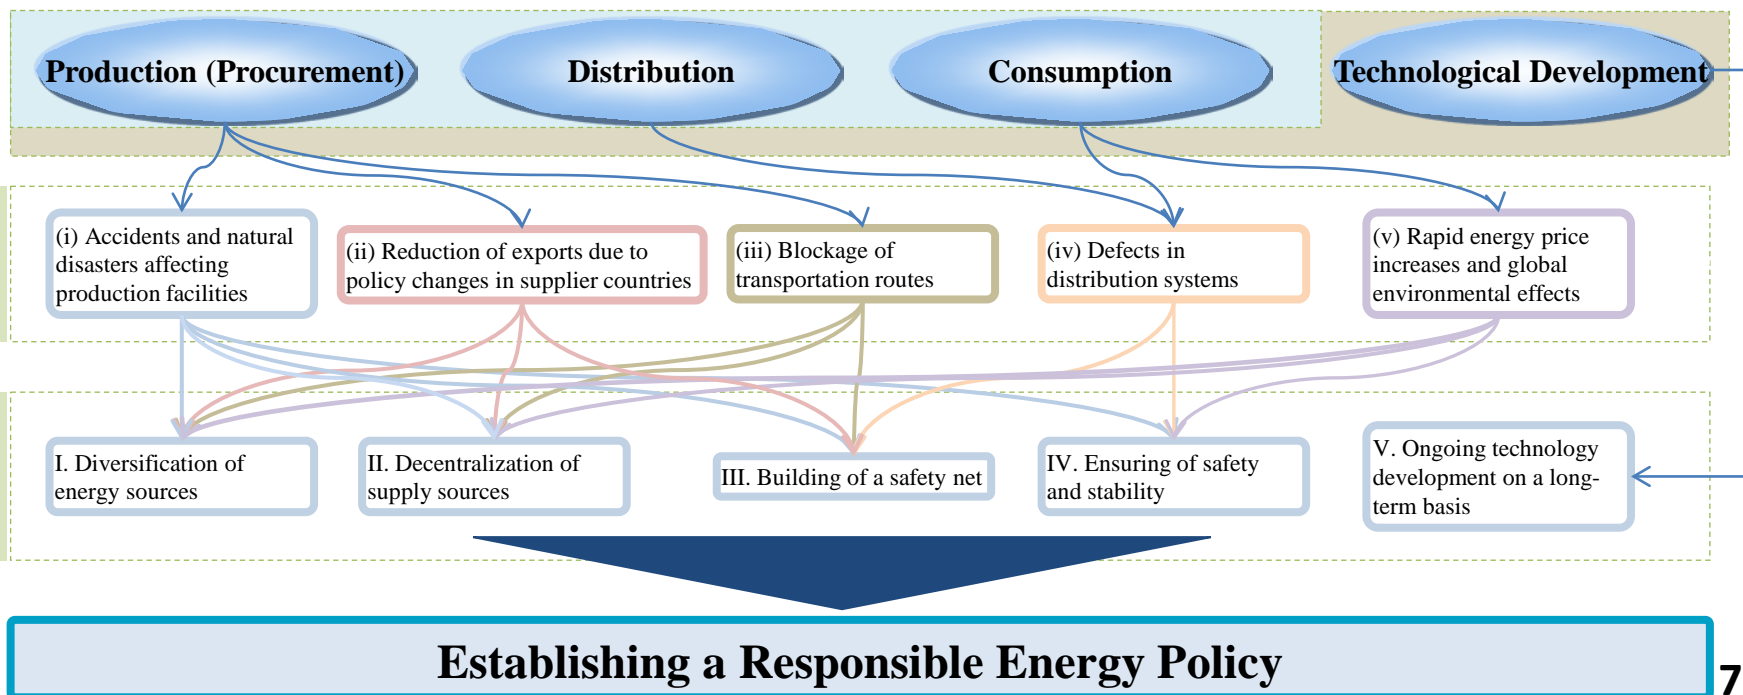 Production (Procurement)
Distribution
Consumption
Technological Development
(i) Accidents and natural
disasters affecting
production facilities
(ii) Reduction of exports due to
policy changes in supplier countries
(iii) Blockage of
transportation routes
(iv) Defects in
distribution systems
(v) Rapid energy price
increases and global
environmental effects
I. Diversification of
energy sources
II. Decentralization of
supply sources
III. Building of a safety net
IV. Ensuring of safety
and stability
V. Ongoing technology
development on a long-
term basis
Establishing a Responsible Energy Policy
7